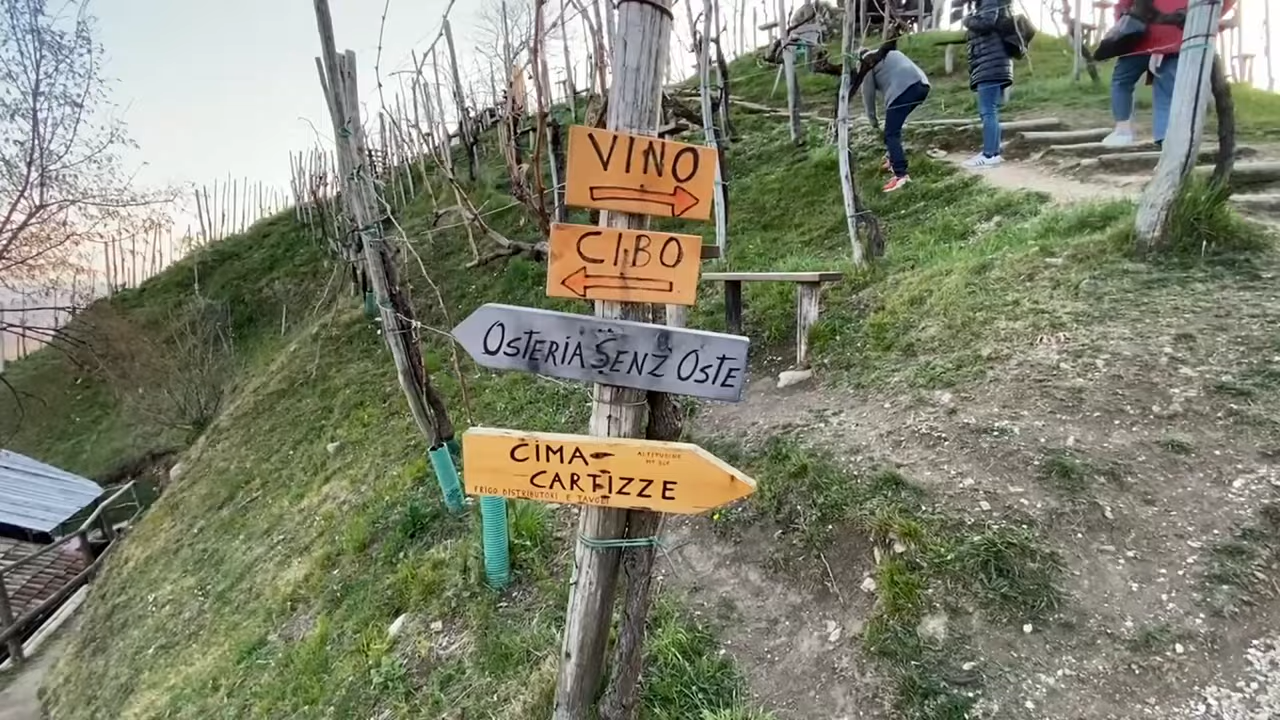 VINO
CIBO
OSTERIA SENZ OSTE
CIMA
CARTIZZE
FRIGO DISTRIBUTORI E TAVOLI